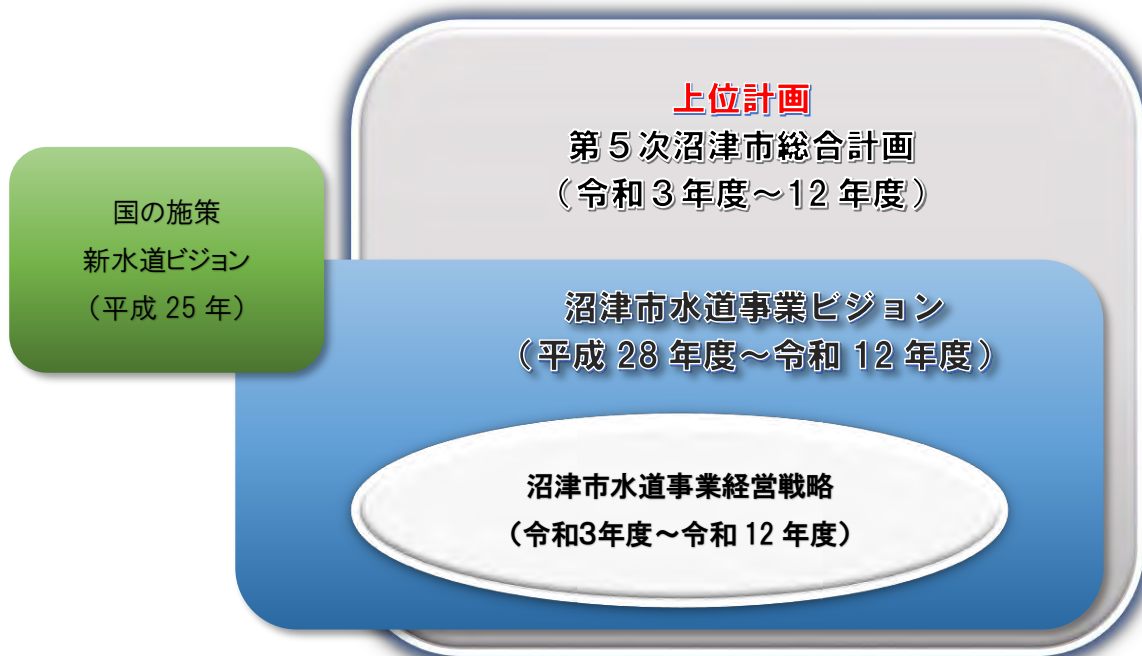 上位計画
第５次沼津市総合計画
（令和３年度～12 年度）
国の施策
新水道ビジョン
（平成 25 年）
沼津市水道事業ビジョン
（平成 28 年度～令和 12 年度）
沼津市水道事業経営戦略
（令和３年度～令和 12 年度）